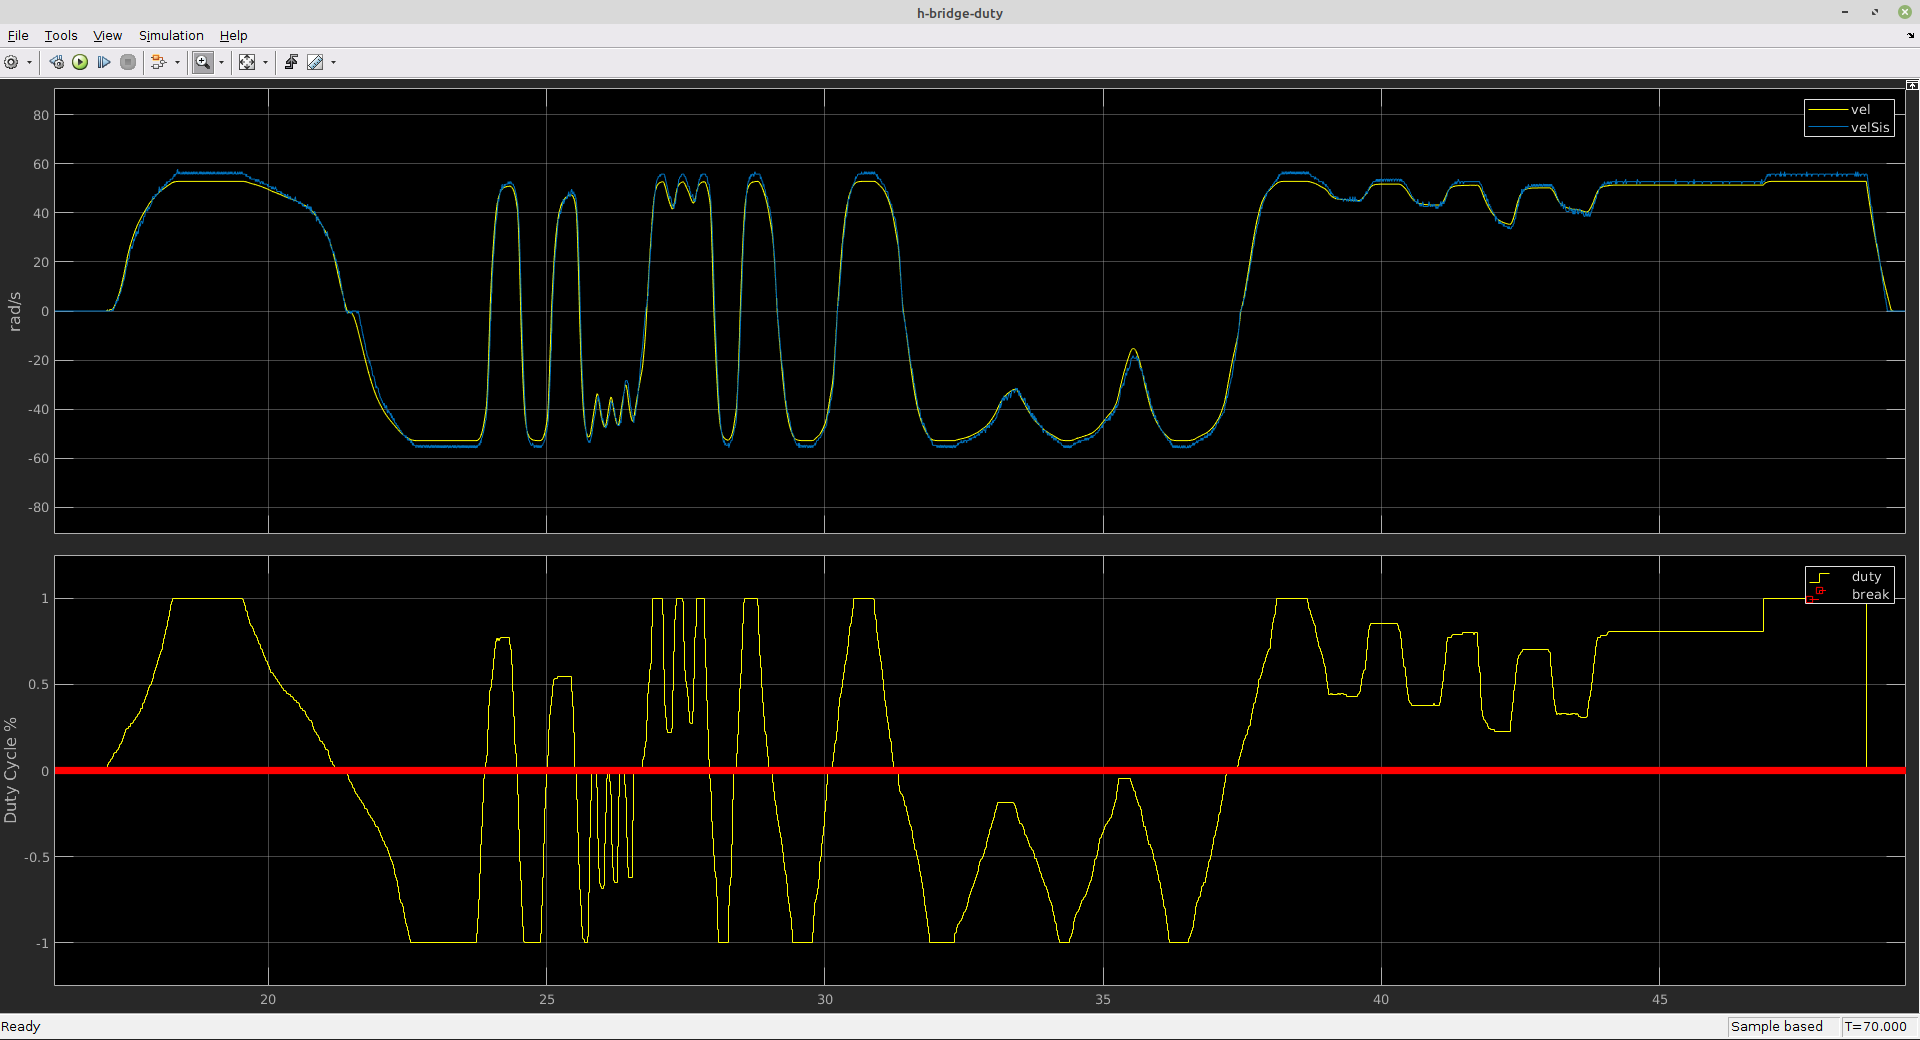 h-bridge-duty
File Tools View Simulation Help
vel
velSis
80
60
40
20
0
-20
-40
-60
-80
rad/s
duty
break
1
0.5
0
-0.5
-1
Duty Cycle %
20 25 30 35 40 45
Ready
Sample based T=70.000